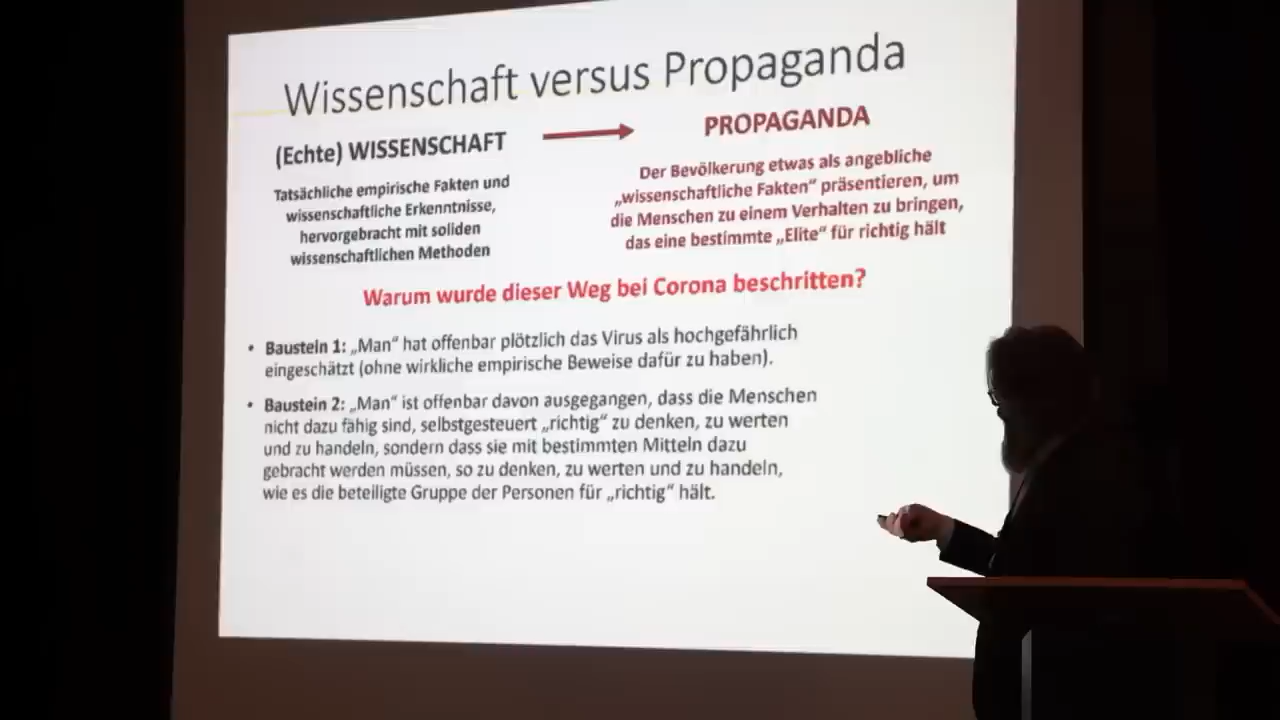 Wissenschaft versus Propaganda
(Echte) WISSENSCHAFT
Tatsächliche empirische Fakten und
wissenschaftliche Erkenntnisse,
hervorgebracht mit soliden
wissenschaftlichen Methoden
PROPAGANDA
Der Bevölkerung etwas als angebliche
„wissenschaftliche Fakten“ präsentieren, um
die Menschen zu einem Verhalten zu bringen,
das eine bestimmte „Elite“ für richtig hält
Warum wurde dieser Weg bei Corona beschritten?
• Baustein 1: „Man“ hat offenbar plötzlich das Virus als hochgefährlich
eingeschätzt (ohne wirkliche empirische Beweise dafür zu haben).
• Baustein 2: „Man“ ist offenbar davon ausgegangen, dass die Menschen
nicht dazu fähig sind, selbstgesteuert „richtig“ zu denken, zu werten
und zu handeln, sondern dass sie mit bestimmten Mitteln dazu
gebracht werden müssen, so zu denken, zu werten und zu handeln,
wie es die beteiligte Gruppe der Personen für „richtig“ hält.